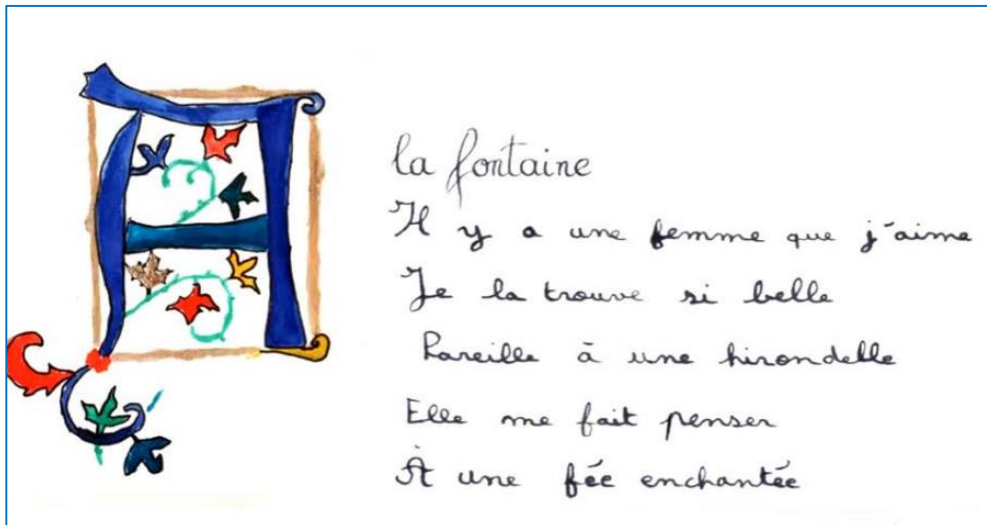 A
la fontaine
Il y a une femme que j'aime
Je la trouve si belle
Pareille à une hirondelle
Elle me fait penser
À une fée enchantée